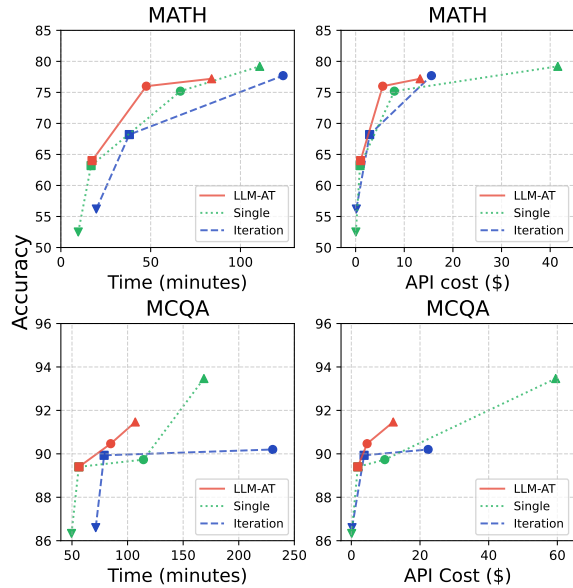 MATH
MATH
85
80
75
70
65
60
55
50
0
50
100
LLM-AT
Single
Iteration
Time (minutes)
85
80
75
70
65
60
55
50
0
10
20
30
40
LLM-AT
Single
Iteration
API cost ($)
Accuracy
MCQA
MCQA
96
94
92
90
88
86
50
100
150
200
250
LLM-AT
Single
Iteration
Time (minutes)
96
94
92
90
88
86
0
20
40
60
LLM-AT
Single
Iteration
API Cost ($)